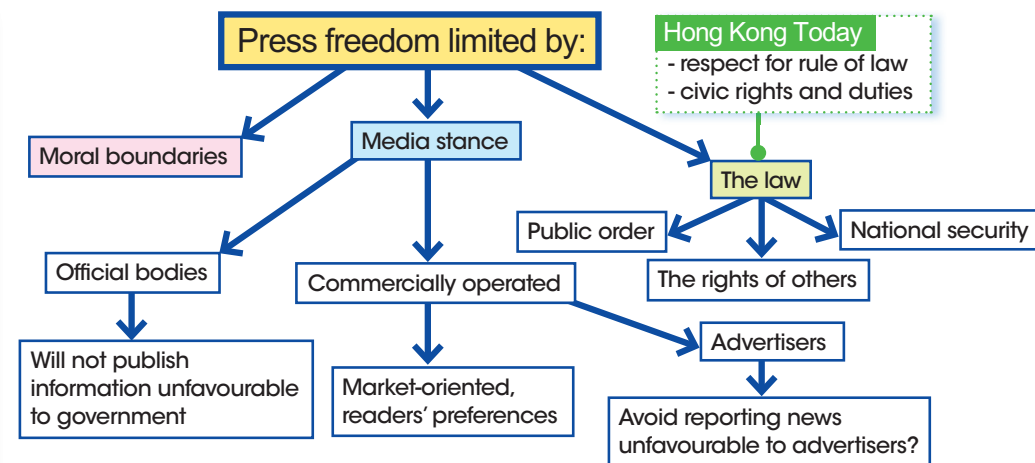 Press freedom limited by:
Hong Kong Today
- respect for rule of law
- civic rights and duties
Moral boundaries
Media stance
The law
Public order
National security
The rights of others
Official bodies
Commercially operated
Advertisers
Will not publish
information unfavourable
to government
Market-oriented,
readers’ preferences
Avoid reporting news
unfavourable to advertisers?